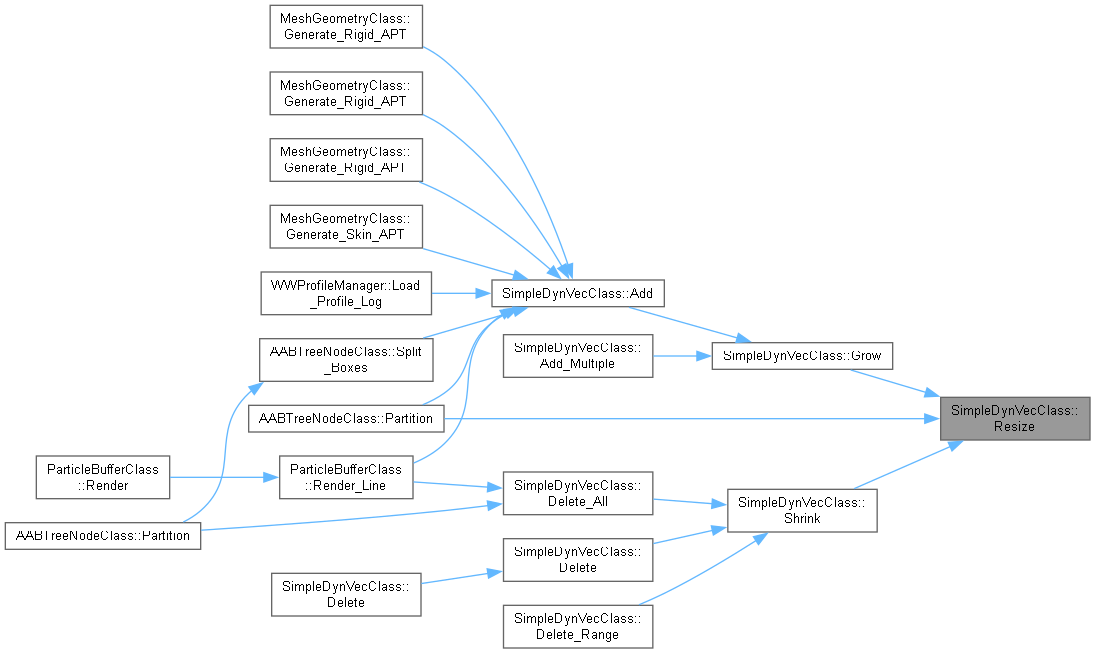 MeshGeometryClass::
Generate_Rigid_APT
MeshGeometryClass::
Generate_Rigid_APT
MeshGeometryClass::
Generate_Rigid_APT
MeshGeometryClass::
Generate_Skin_APT
WWProfileManager::Load
_Profile_Log
SimpleDynVecClass::Add
AABTreeNodeClass::Split
_Boxes
SimpleDynVecClass::
Add_Multiple
SimpleDynVecClass::Grow
AABTreeNodeClass::Partition
SimpleDynVecClass::
Resize
ParticleBufferClass
::Render
ParticleBufferClass
::Render_Line
SimpleDynVecClass::
Delete_All
SimpleDynVecClass::
Shrink
AABTreeNodeClass::Partition
SimpleDynVecClass::
Delete
SimpleDynVecClass::
Delete
SimpleDynVecClass::
Delete_Range